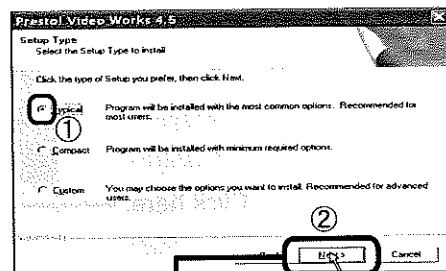 Presto! Video Works 4.5
Setup Type
Select the Setup Type to install
Click the type of Setup you prefer, then click Next.
Typical Program will be installed with the most common options. Recommended for
most users.
①
Compact Program will be installed with minimum required options.
Custom You may choose the options you want to install. Recommended for advanced
users.
②
Next > Cancel